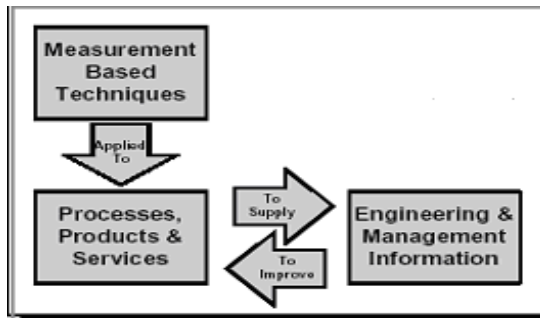 Measurement
Based
Techniques
Applied
To
Processes,
Products &
Services
To
Supply
To
Improve
Engineering &
Management
Information